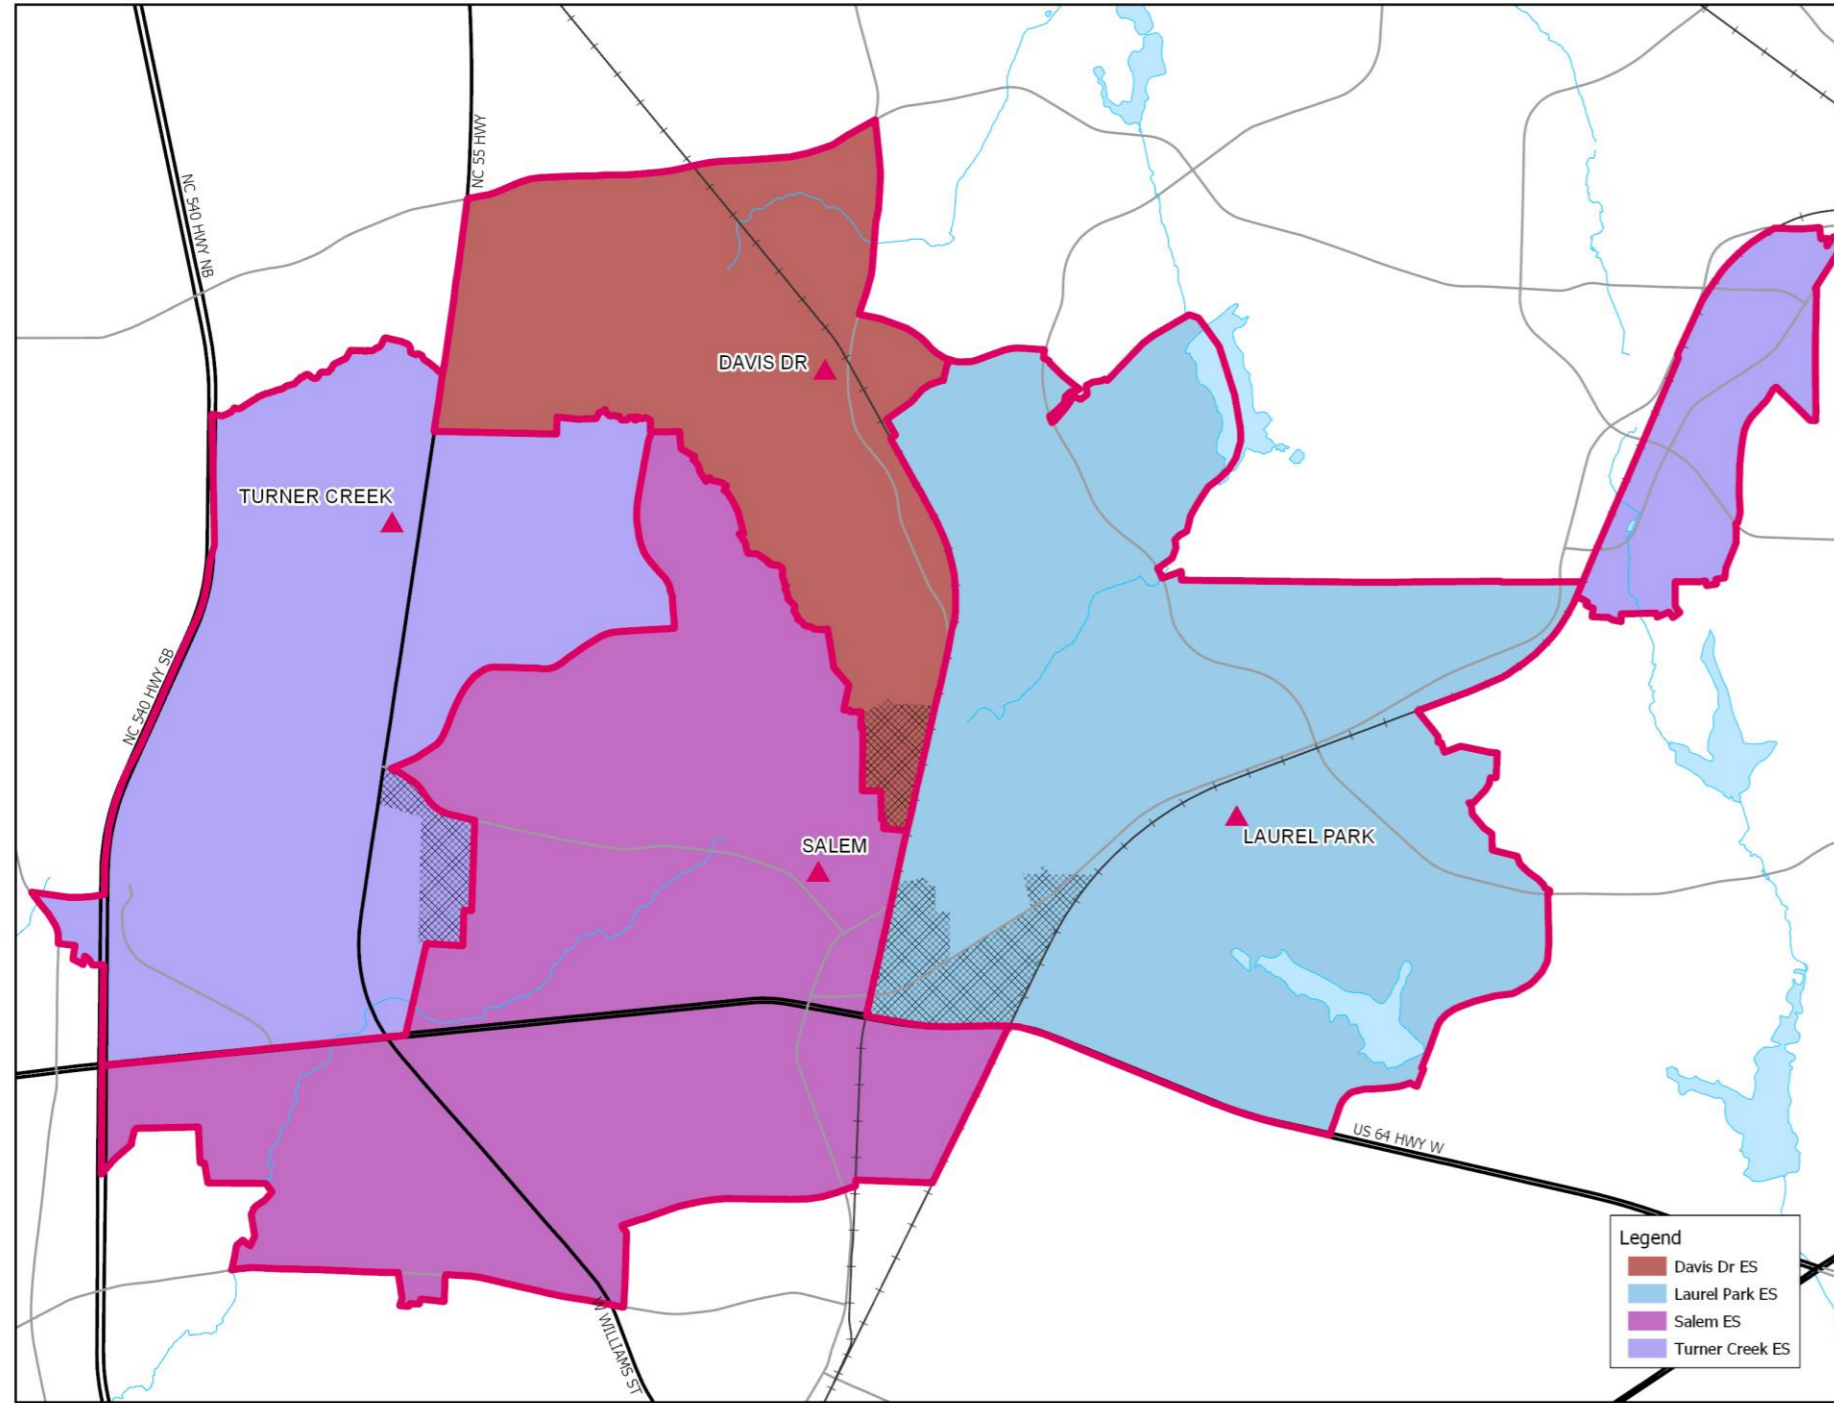 NC 55 HWY
NC 540 HWY NB
DAVIS DR
TURNER CREEK
NC 540 HWY SB
SALEM
LAUREL PARK
US 64 HWY W
W WILLIAMS ST
Legend
Davis Dr ES
Laurel Park ES
Salem ES
Turner Creek ES